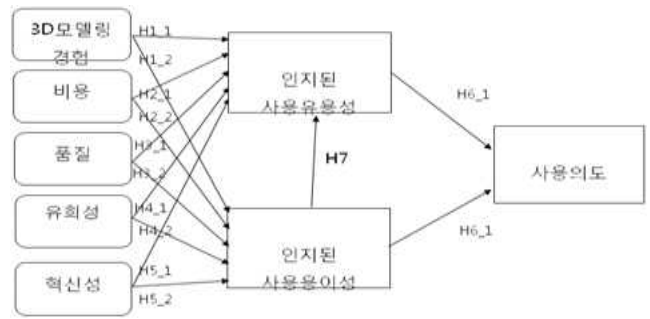 3D모델링
경험
비용
품질
유희성
혁신성
H1_1
H1_2
H2_1
H2_2
H3_1
H3_2
H4_1
H4_2
H5_1
H5_2
인지된
사용유용성
H7
인지된
사용용이성
H6_1
H6_1
사용의도